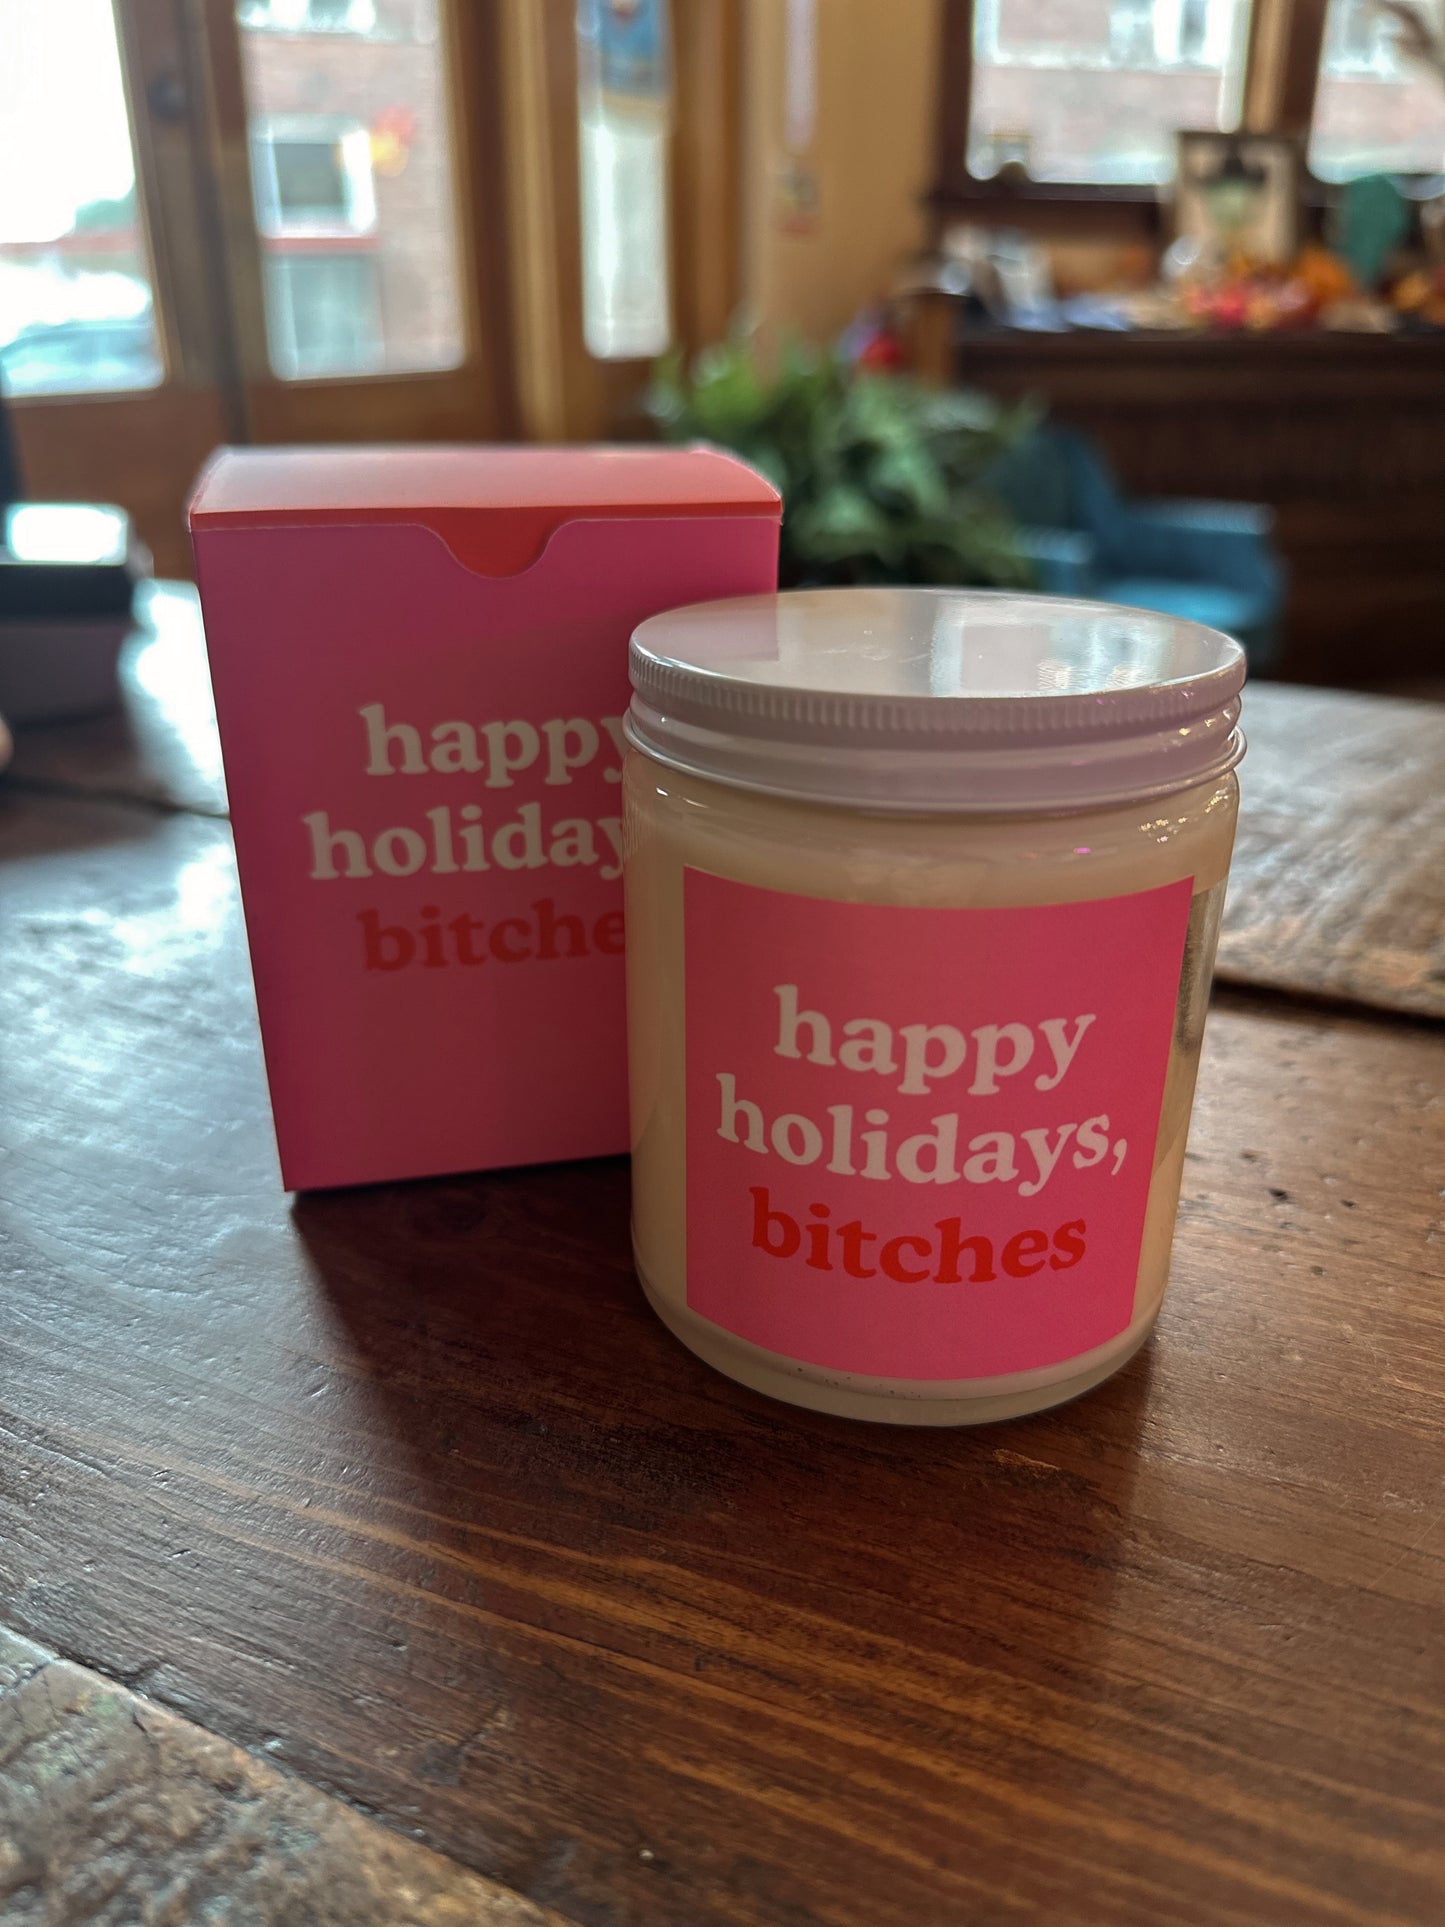 happy
holiday
bitche
happy
holidays,
bitches